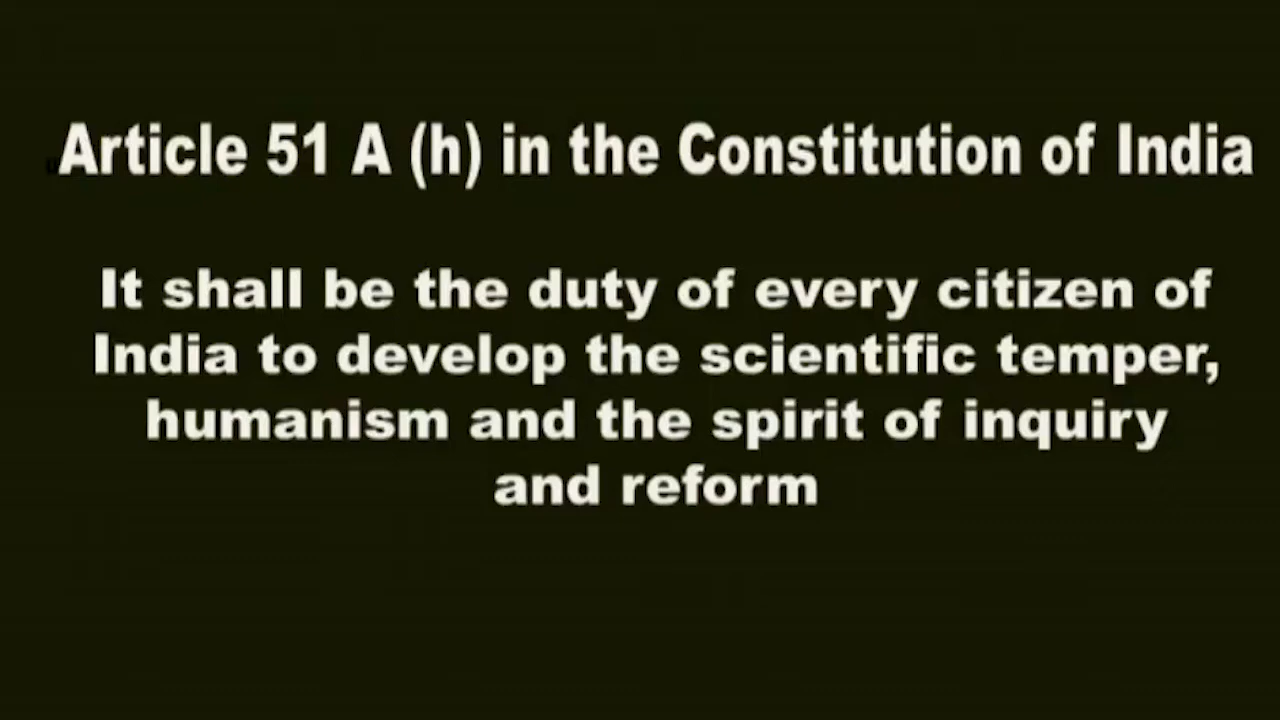 Article 51 A (h) in the Constitution of India
It shall be the duty of every citizen of
India to develop the scientific temper,
humanism and the spirit of inquiry
and reform